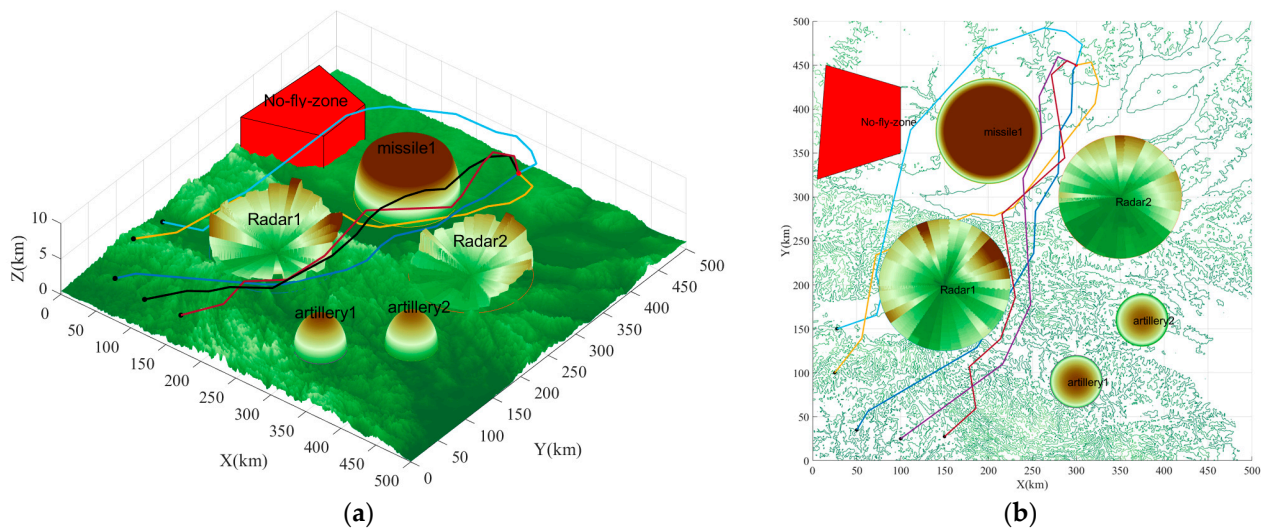 No-fly-zone
missile1
Radar1
Radar2
artillery1
artillery2
Z(km)
10
5
0
0
50
100
150
200
250
300
350
400
450
500
X(km)
0
50
100
150
200
250
300
350
400
450
500
Y(km)
(a)
500
450
400
350
300
250
200
150
100
50
0
Y(km)
No-fly-zone
missile1
Radar2
Radar1
artillery2
artillery1
0 50 100 150 200 250 300 350 400 450 500
X(km)
(b)